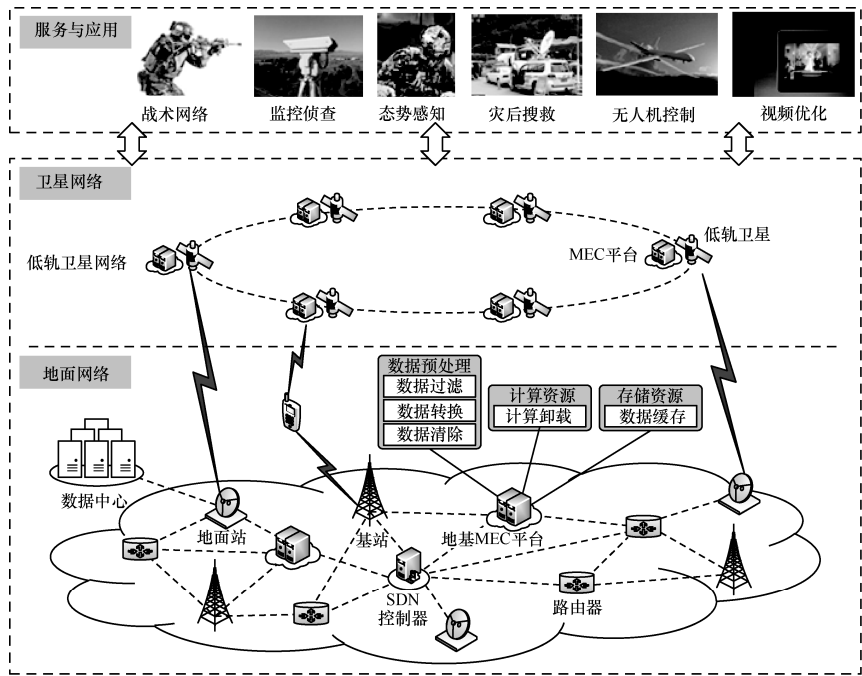 服务与应用
战术网络
监控侦查
态势感知
灾后搜救
无人机控制
视频优化
卫星网络
低轨卫星网络
MEC平台
低轨卫星
地面网络
数据预处理
数据过滤
数据转换
数据清除
计算资源
计算卸载
存储资源
数据缓存
数据中心
地面站
基站
地基MEC平台
SDN
控制器
路由器